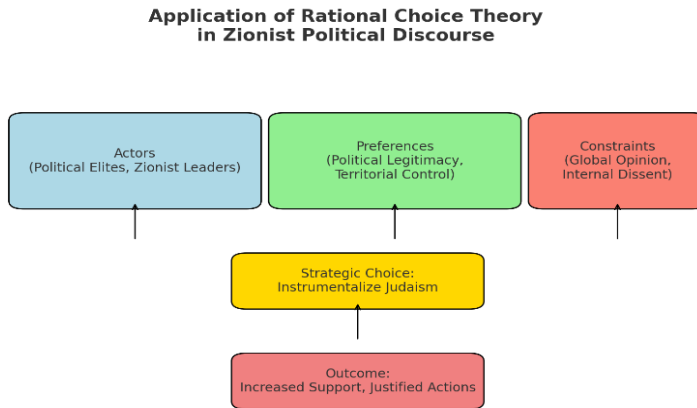 Application of Rational Choice Theory
in Zionist Political Discourse
Actors
(Political Elites, Zionist Leaders)
Preferences
(Political Legitimacy,
Territorial Control)
Constraints
(Global Opinion,
Internal Dissent)
Strategic Choice:
Instrumentalize Judaism
Outcome:
Increased Support, Justified Actions